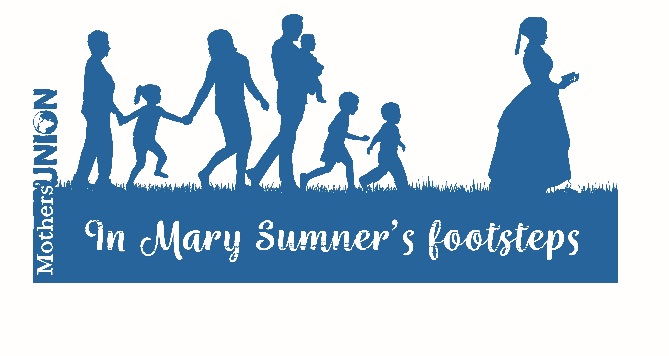 Mothers' UNION
In Mary Sumner's footsteps